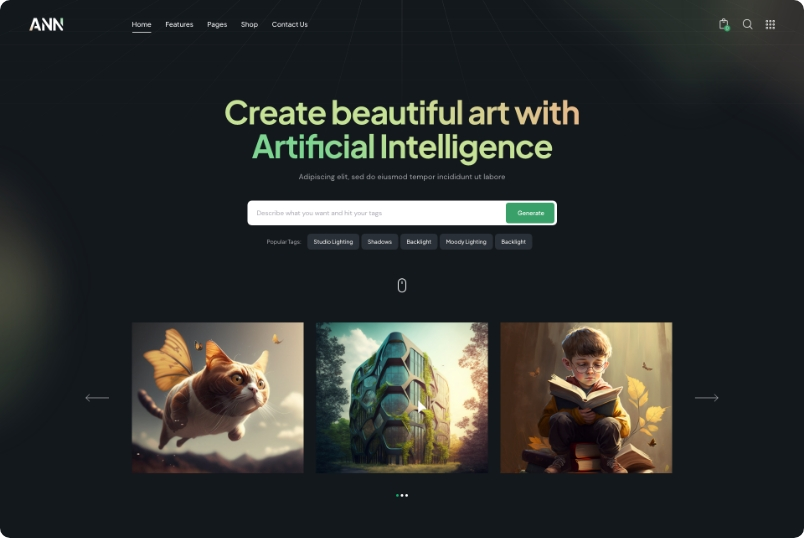 ANN
Home Features Pages Shop Contact Us
Create beautiful art with
Artificial Intelligence
Adipiscing elit, sed do eiusmod tempor incididunt ut labore
Describe what you want and hit your tags
Generate
Popular Tags:
Studio Lighting
Shadows
Backlight
Moody Lighting
Backlight